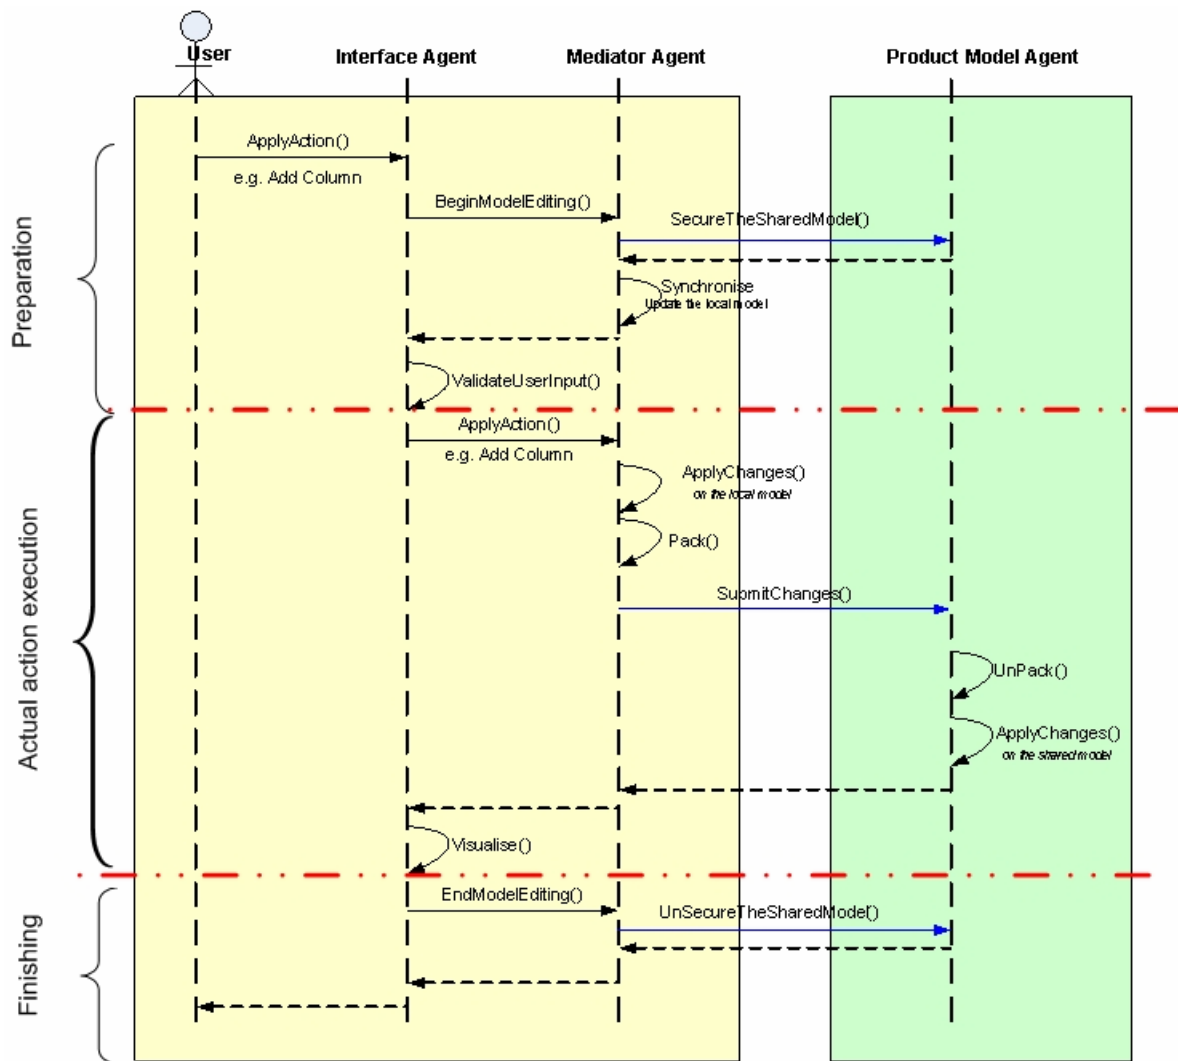 User
Interface Agent
Mediator Agent
Product Model Agent
Preparation
ApplyAction()
e.g. Add Column
BeginModelEditing()
SecureTheSharedModel()
Synchronise
Update the local model
ValidateUserInput()
Actual action execution
ApplyAction()
e.g. Add Column
ApplyChanges()
on the local model
Pack()
SubmitChanges()
UnPack()
ApplyChanges()
on the shared model
Visualise()
Finishing
EndModelEditing()
UnSecureTheSharedModel()